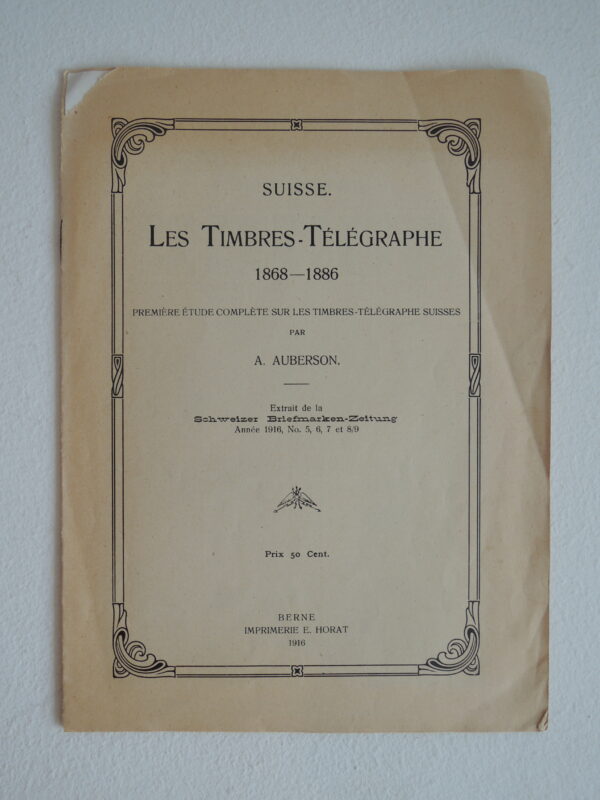 SUISSE.
LES TIMBRES-TÉLÉGRAPHE
1868—1886
PREMIÈRE ÉTUDE COMPLÈTE SUR LES TIMBRES-TÉLÉGRAPHE SUISSES
PAR
A. AUBERSON.
Extrait de la
Schweizer Briefmarken-Zeitung
Année 1916, No. 5, 6, 7 et 8/9
Prix 50 Cent.
BERNE
IMPRIMERIE E. HORAT
1916